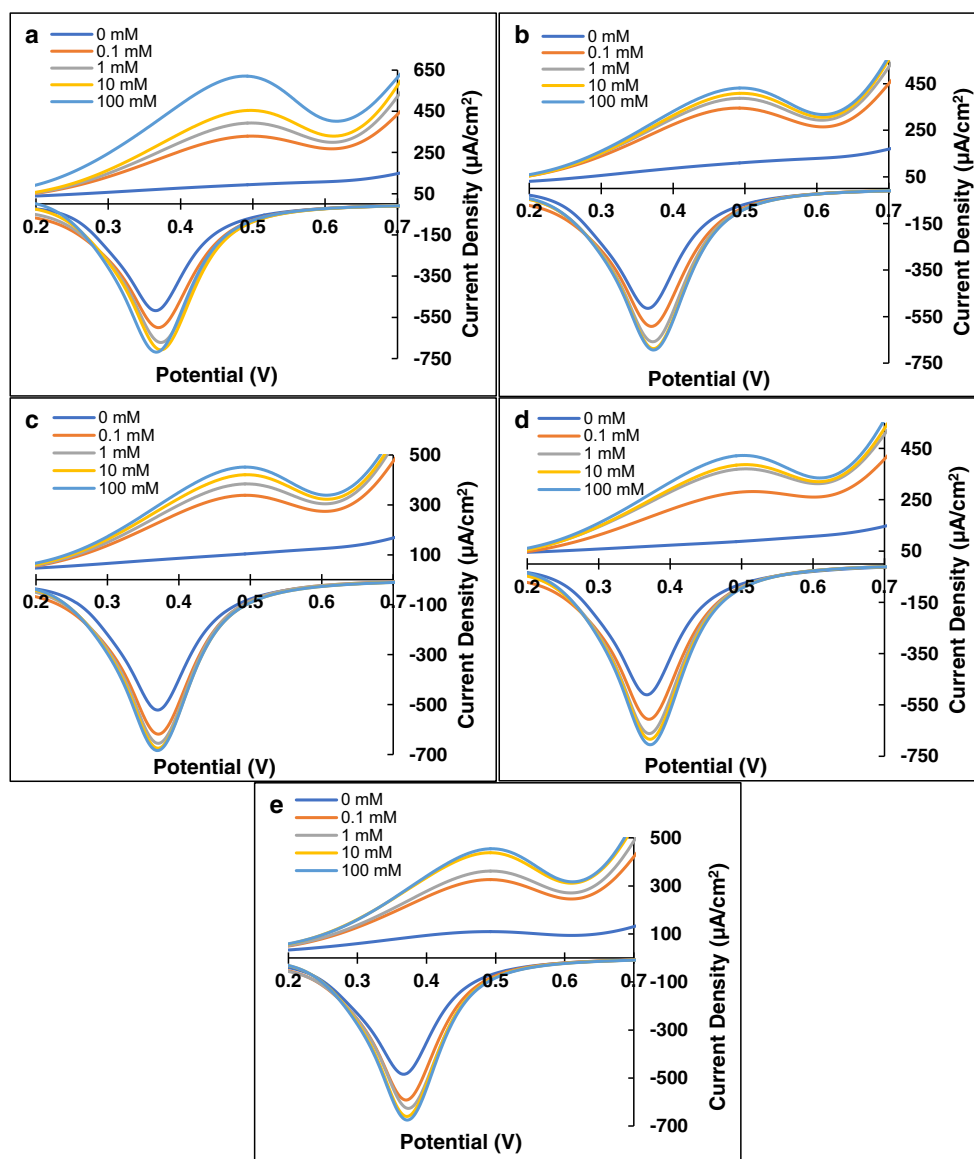 a
0 mM
0.1 mM
1 mM
10 mM
100 mM
650
450
250
50
-150
-350
-550
-750
0.2 0.3 0.4 0.5 0.6 0.7
Current Density (µA/cm²)
Potential (V)
b
0 mM
0.1 mM
1 mM
10 mM
100 mM
450
250
50
-150
-350
-550
-750
0.2 0.3 0.4 0.5 0.6 0.7
Current Density (µA/cm²)
Potential (V)
c
0 mM
0.1 mM
1 mM
10 mM
100 mM
500
300
100
-100
-300
-500
-700
0.2 0.3 0.4 0.5 0.6 0.7
Current Density (µA/cm²)
Potential (V)
d
0 mM
0.1 mM
1 mM
10 mM
100 mM
450
250
50
-150
-350
-550
-750
0.2 0.3 0.4 0.5 0.6 0.7
Current Density (µA/cm²)
Potential (V)
e
0 mM
0.1 mM
1 mM
10 mM
100 mM
500
300
100
-100
-300
-500
-700
0.2 0.3 0.4 0.5 0.6 0.7
Current Density (µA/cm²)
Potential (V)